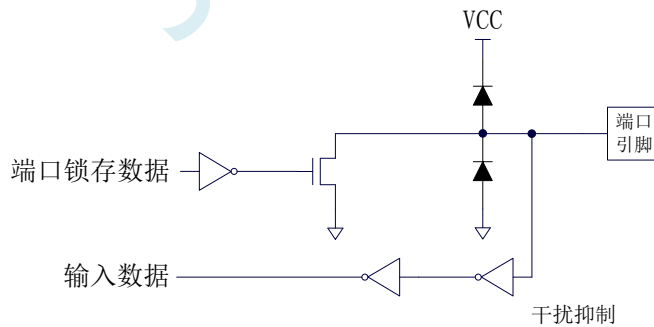 VCC
端口
引脚
端口锁存数据
输入数据
干扰抑制